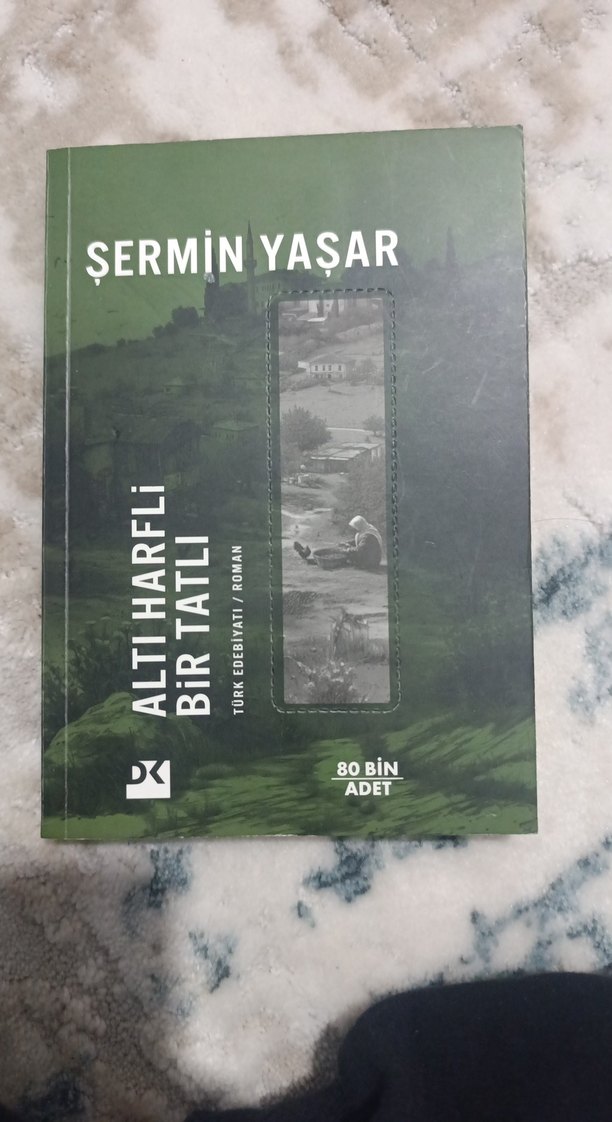 ŞERMİN YAŞAR
ALTI HARFLİ
BİR TATLI
TÜRK EDEBİYATI / ROMAN
DK
80 BİN
ADET